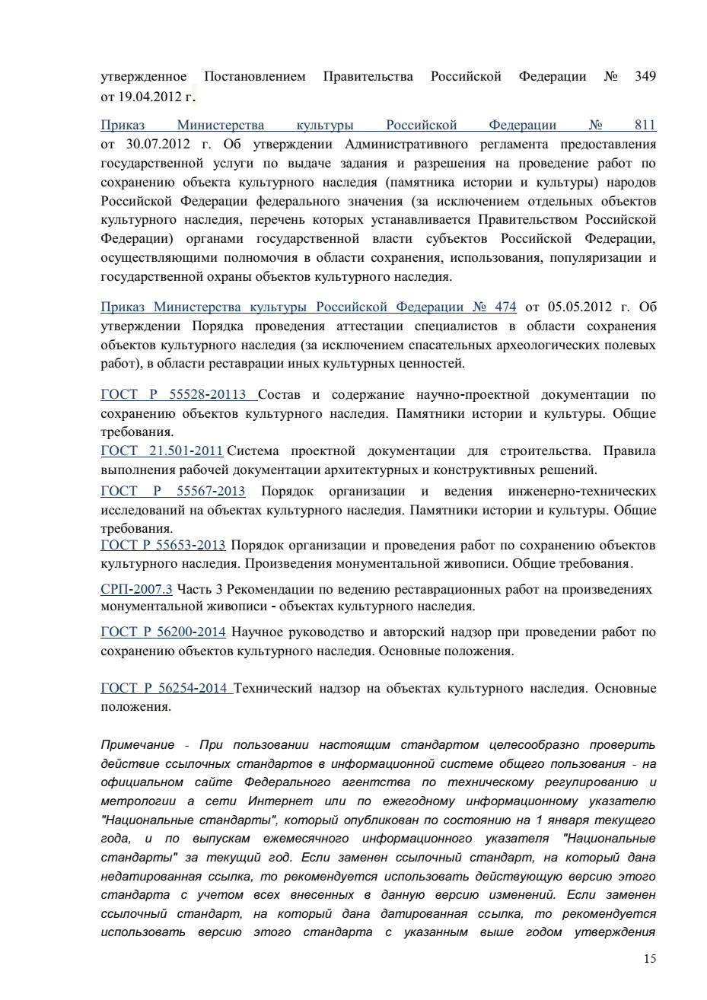 утвержденное Постановлением Правительства Российской Федерации № 349
от 19.04.2012 г.
Приказ Министерства культуры Российской Федерации № 811
от 30.07.2012 г. Об утверждении Административного регламента предоставления
государственной услуги по выдаче задания и разрешения на проведение работ по
сохранению объекта культурного наследия (памятника истории и культуры) народов
Российской Федерации федерального значения (за исключением отдельных объектов
культурного наследия, перечень которых устанавливается Правительством Российской
Федерации) органами государственной власти субъектов Российской Федерации,
осуществляющими полномочия в области сохранения, использования, популяризации и
государственной охраны объектов культурного наследия.
Приказ Министерства культуры Российской Федерации № 474 от 05.05.2012 г. Об
утверждении Порядка проведения аттестации специалистов в области сохранения
объектов культурного наследия (за исключением спасательных археологических полевых
работ), в области реставрации иных культурных ценностей.
ГОСТ Р 55528-20113 Состав и содержание научно-проектной документации по
сохранению объектов культурного наследия. Памятники истории и культуры. Общие
требования.
ГОСТ 21.501-2011 Система проектной документации для строительства. Правила
выполнения рабочей документации архитектурных и конструктивных решений.
ГОСТ Р 55567-2013 Порядок организации и ведения инженерно-технических
исследований на объектах культурного наследия. Памятники истории и культуры. Общие
требования.
ГОСТ Р 55653-2013 Порядок организации и проведения работ по сохранению объектов
культурного наследия. Произведения монументальной живописи. Общие требования.
СРП-2007.3 Часть 3 Рекомендации по ведению реставрационных работ на произведениях
монументальной живописи - объектах культурного наследия.
ГОСТ Р 56200-2014 Научное руководство и авторский надзор при проведении работ по
сохранению объектов культурного наследия. Основные положения.
ГОСТ Р 56254-2014 Технический надзор на объектах культурного наследия. Основные
положения.
Примечание - При пользовании настоящим стандартом целесообразно проверить
действие ссылочных стандартов в информационной системе общего пользования - на
официальном сайте Федерального агентства по техническому регулированию и
метрологии а сети Интернет или по ежегодному информационному указателю
"Национальные стандарты", который опубликован по состоянию на 1 января текущего
года, и по выпускам ежемесячного информационного указателя "Национальные
стандарты" за текущий год. Если заменен ссылочный стандарт, на который дана
недатированная ссылка, то рекомендуется использовать действующую версию этого
стандарта с учетом всех внесенных в данную версию изменений. Если заменен
ссылочный стандарт, на который дана датированная ссылка, то рекомендуется
использовать версию этого стандарта с указанным выше годом утверждения
15